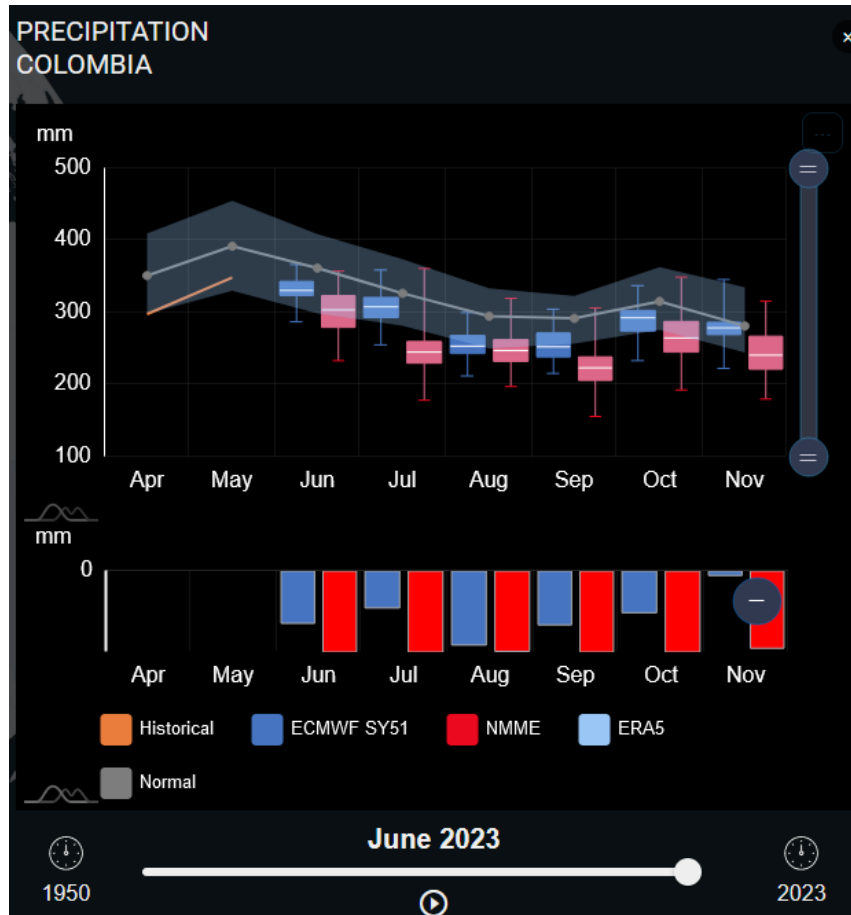 PRECIPITATION
COLOMBIA
×
...
mm
500
400
300
200
100
Apr May Jun Jul Aug Sep Oct Nov
mm
0
Apr May Jun Jul Aug Sep Oct Nov
Historical ECMWF SY51 NMME ERA5
Normal
June 2023
1950 2023